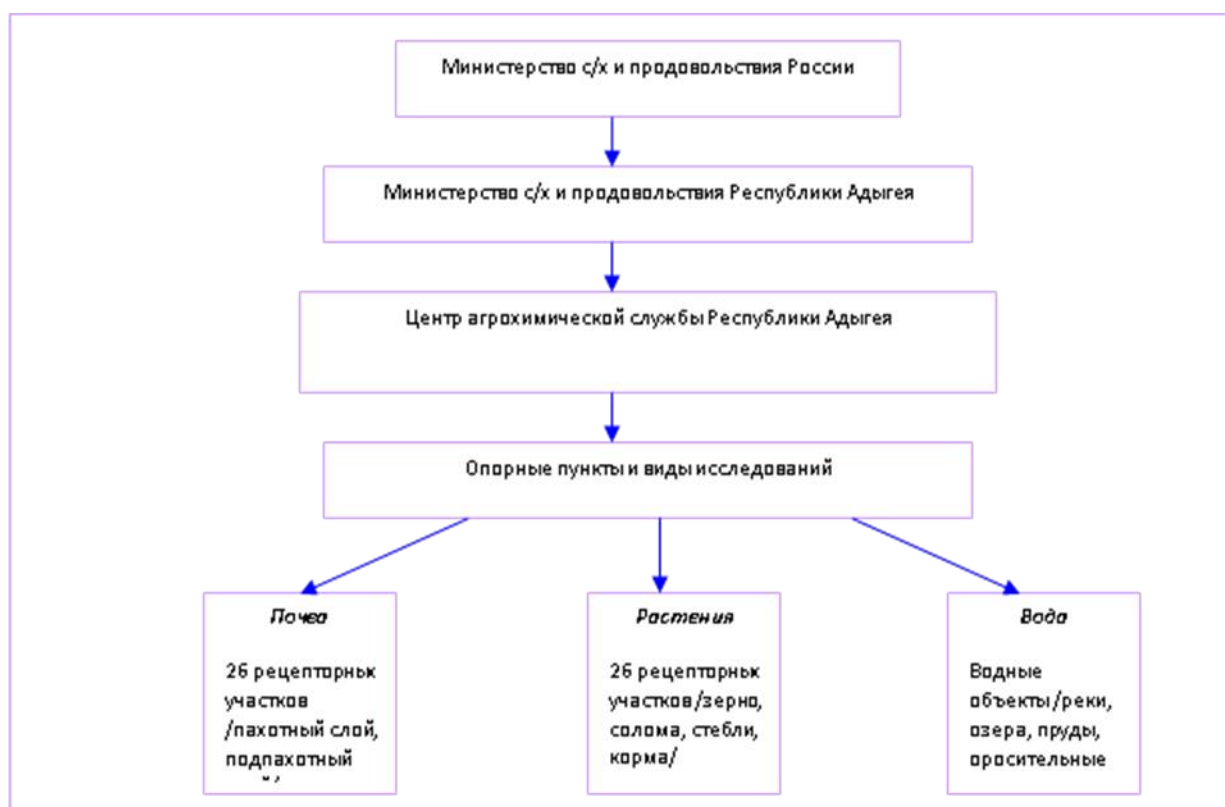 Министерство с/х и продовольствия России
Министерство с/х и продовольствия Республики Адыгея
Центр агрохимической службы Республики Адыгея
Опорные пункты и виды исследований
Почва
26 рецепторных
участков
/пахотный слой,
подпахотный
Растения
26 рецепторных
участков/зерно,
солома, стебли,
корма/
Вода
Водные
объекты/реки,
озера, пруды,
оросительные